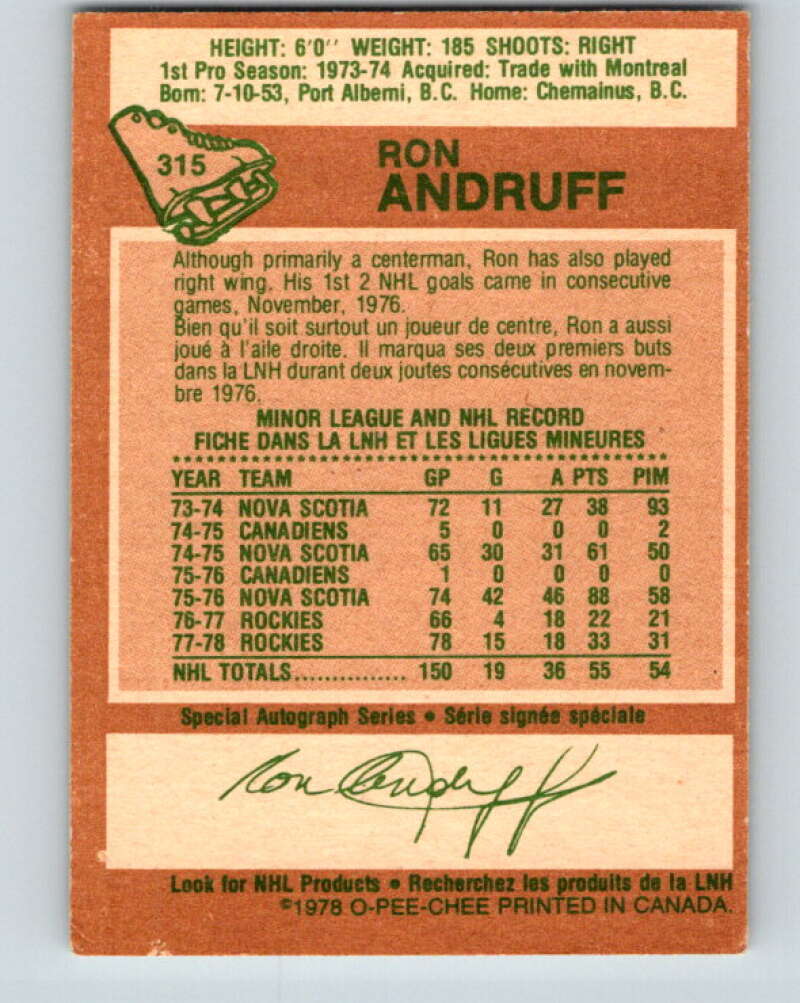 HEIGHT: 6'0'' WEIGHT: 185 SHOOTS: RIGHT
1st Pro Season: 1973-74 Acquired: Trade with Montreal
Born: 7-10-53, Port Alberni, B.C. Home: Chemainus, B.C.
315
RON
ANDRUFF
Although primarily a centerman, Ron has also played
right wing. His 1st 2 NHL goals came in consecutive
games, November, 1976.
Bien qu'il soit surtout un joueur de centre, Ron a aussi
joué à l'aile droite. Il marqua ses deux premiers buts
dans la LNH durant deux joutes consécutives en novem-
bre 1976.
MINOR LEAGUE AND NHL RECORD
FICHE DANS LA LNH ET LES LIGUES MINEURES
YEAR TEAM GP G A PTS PIM
73-74 NOVA SCOTIA 72 11 27 38 93
74-75 CANADIENS 5 0 0 0 2
74-75 NOVA SCOTIA 65 30 31 61 50
75-76 CANADIENS 1 0 0 0 0
75-76 NOVA SCOTIA 74 42 46 88 58
76-77 ROCKIES 66 4 18 22 21
77-78 ROCKIES 78 15 18 33 31
NHL TOTALS............... 150 19 36 55 54
Special Autograph Series • Série signée spéciale
Ron Andruff
Look for NHL Products • Recherchez les produits de la LNH
©1978 O-PEE-CHEE PRINTED IN CANADA.